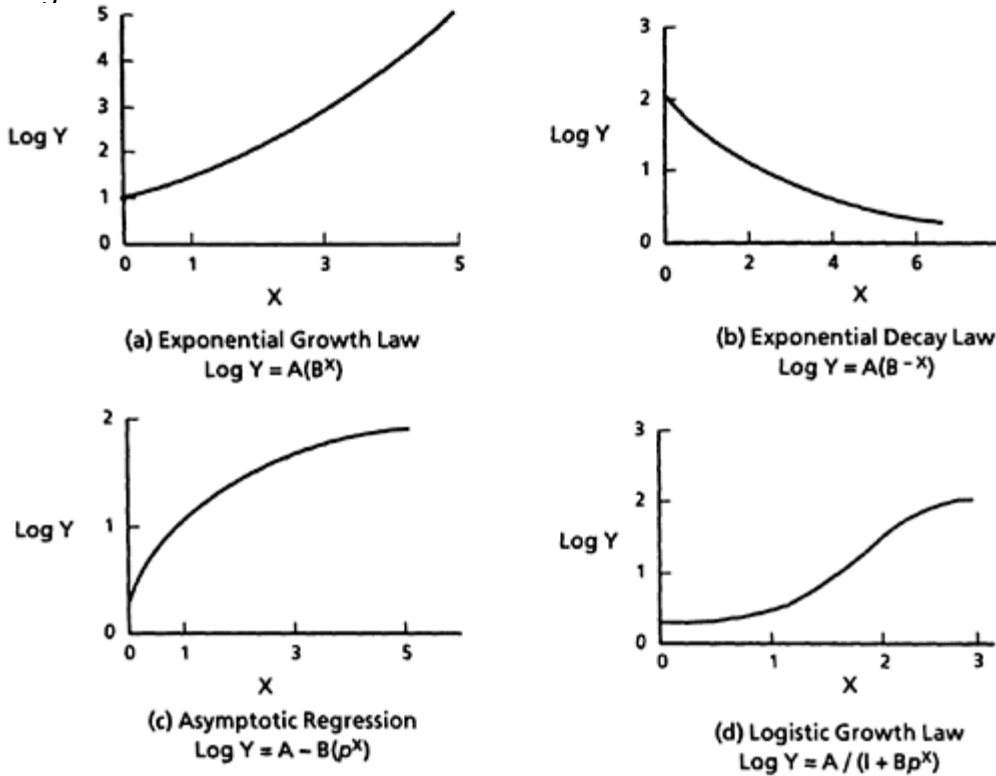 5
4
3
Log Y
2
1
0
0 1 3 5
X
(a) Exponential Growth Law
Log Y = A(B^X)
3
2
Log Y
1
0
0 2 4 6
X
(b) Exponential Decay Law
Log Y = A(B^-X)
2
Log Y
1
0
0 1 3 5
X
(c) Asymptotic Regression
Log Y = A - B(p^X)
3
2
Log Y
1
0
0 1 2 3
X
(d) Logistic Growth Law
Log Y = A / (I + Bp^X)